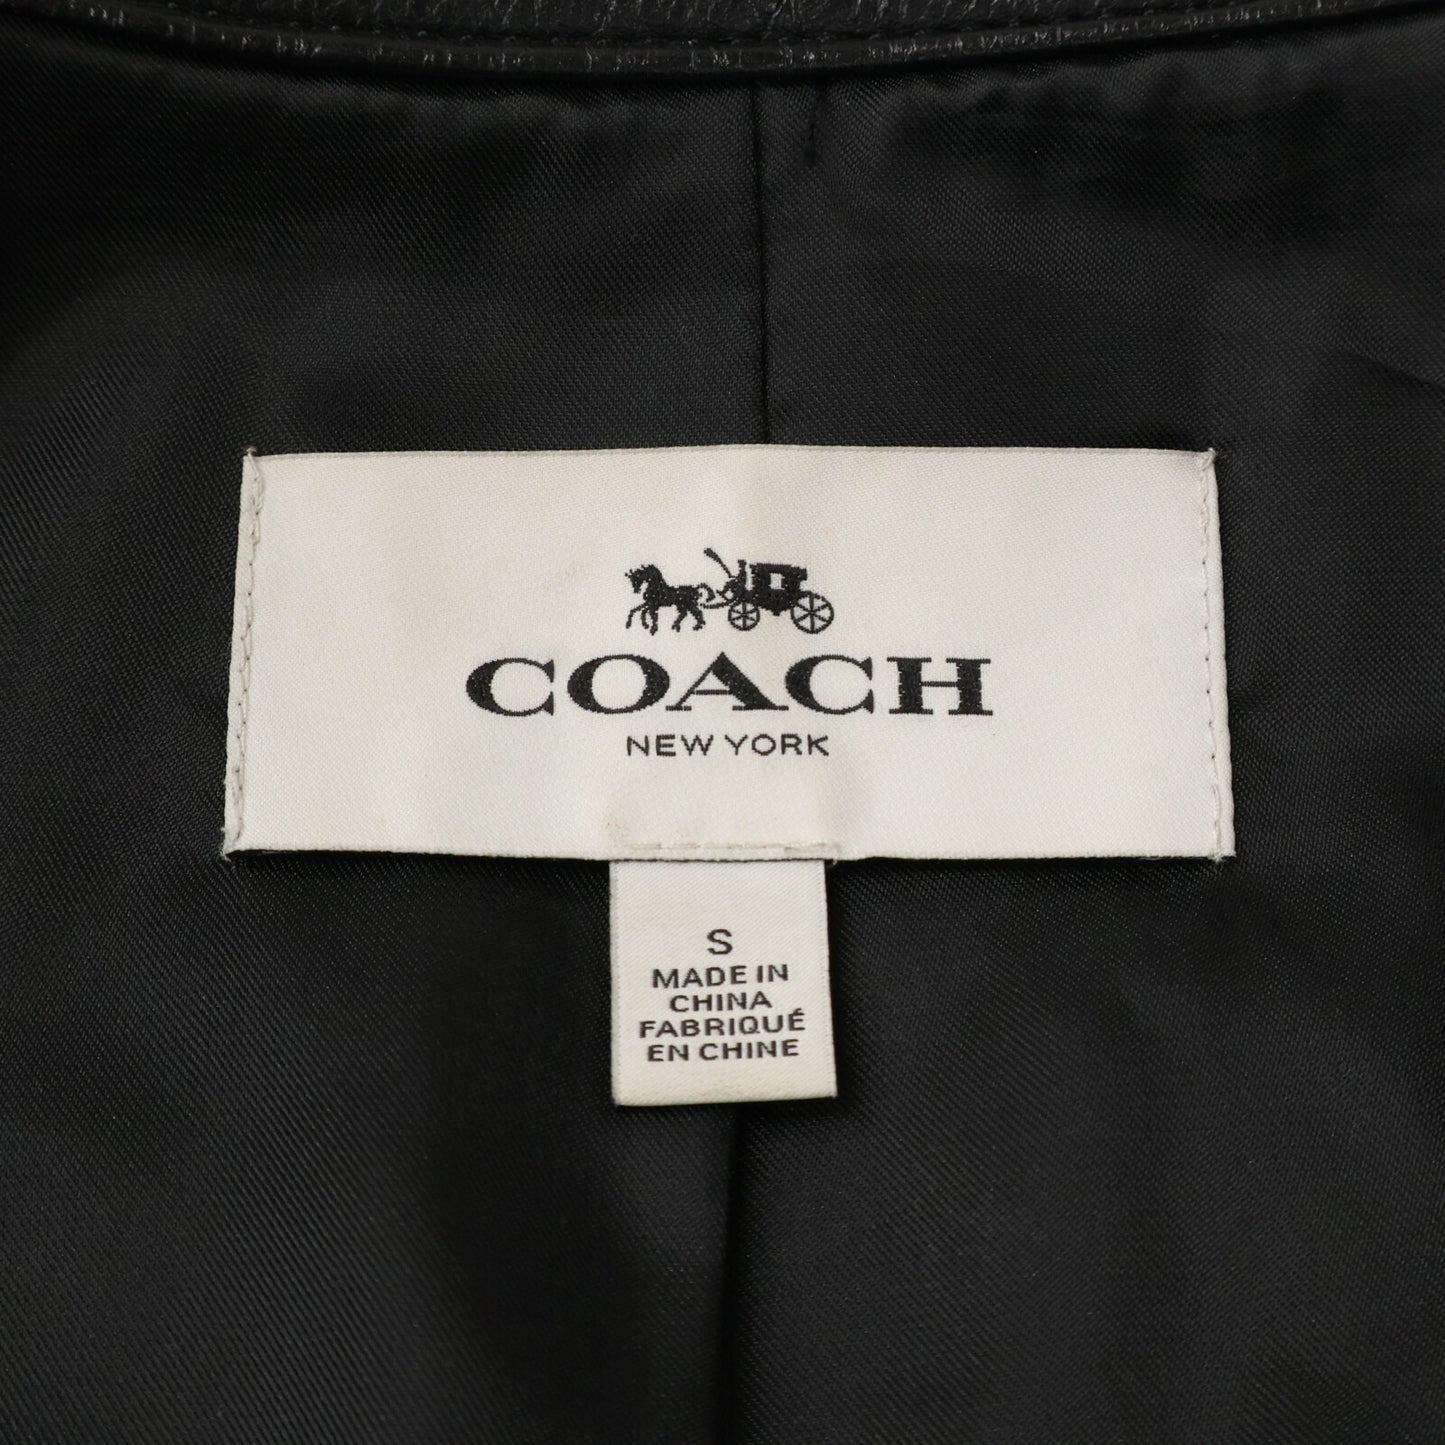 COACH
NEW YORK
S
MADE IN
CHINA
FABRIQUÉ
EN CHINE